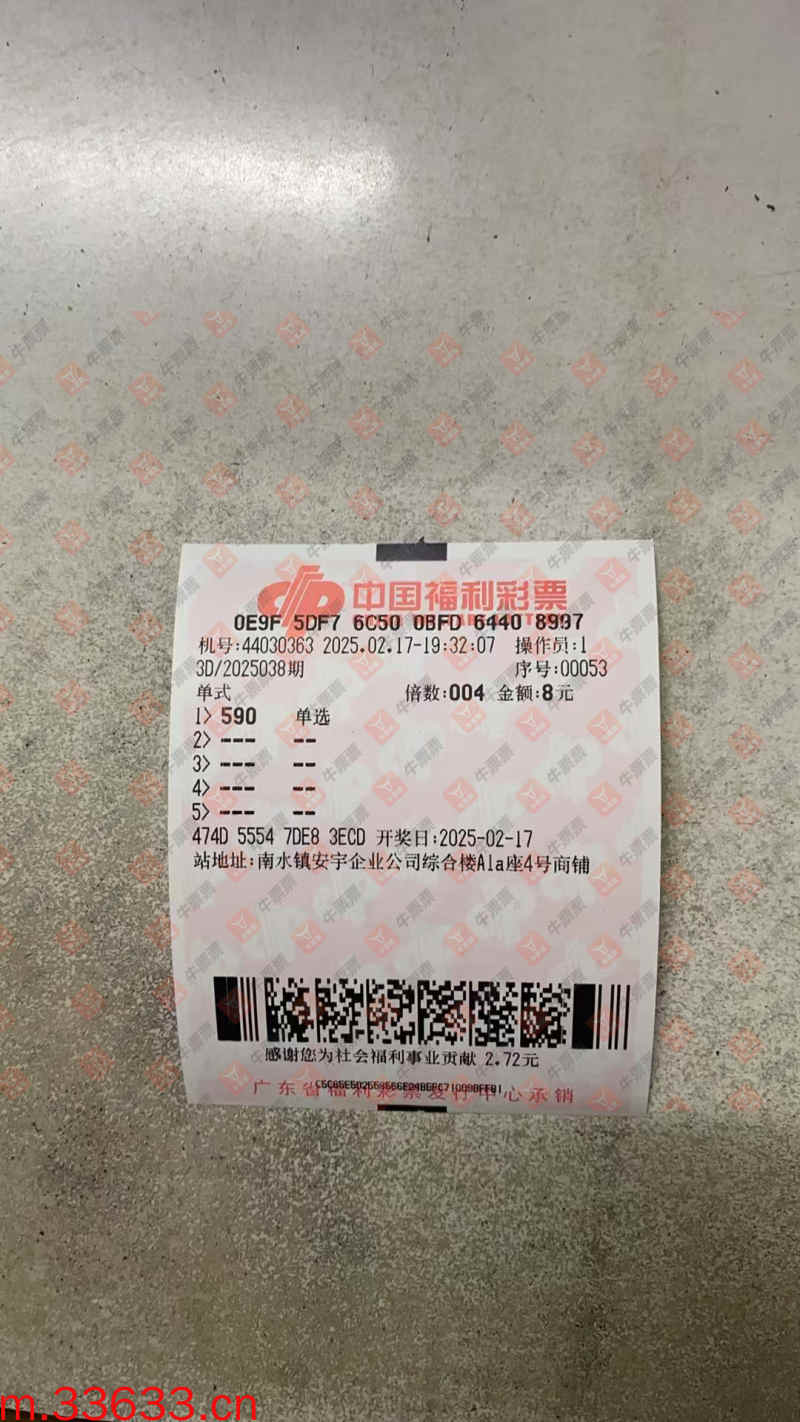 中国福利彩票
0E9F 5DF7 6C50 0BFD 6440 8997
机号:44030363 2025.02.17-19:32:07 操作员:1
3D/2025038期 序号:00053
单式 倍数:004 金额:8元
1> 590 单选
2> --- --
3> --- --
4> --- --
5> --- --
474D 5554 7DE8 3ECD 开奖日:2025-02-17
站地址:南水镇安宇企业公司综合楼A1a座4号商铺
感谢您为社会福利事业贡献 2.72元
广东省福利彩票发行中心承销
牛票票
m.33633.cn